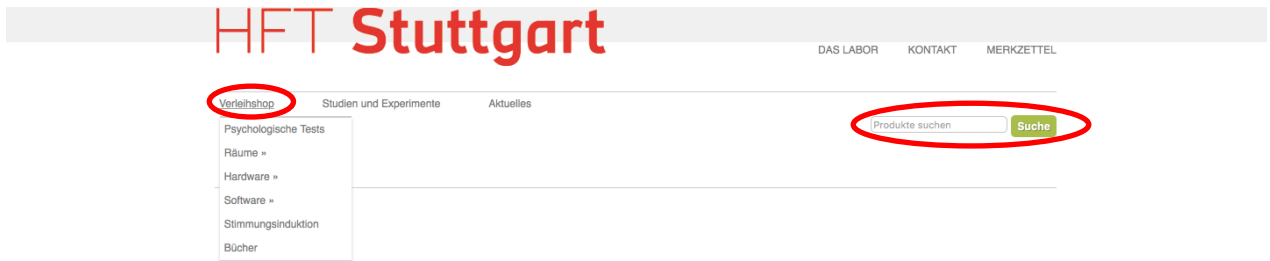 HFT Stuttgart
DAS LABOR KONTAKT MERKZETTEL
Verleihshop Studien und Experimente Aktuelles
Produkte suchen Suche
Psychologische Tests
Räume »
Hardware »
Software »
Stimmungsinduktion
Bücher